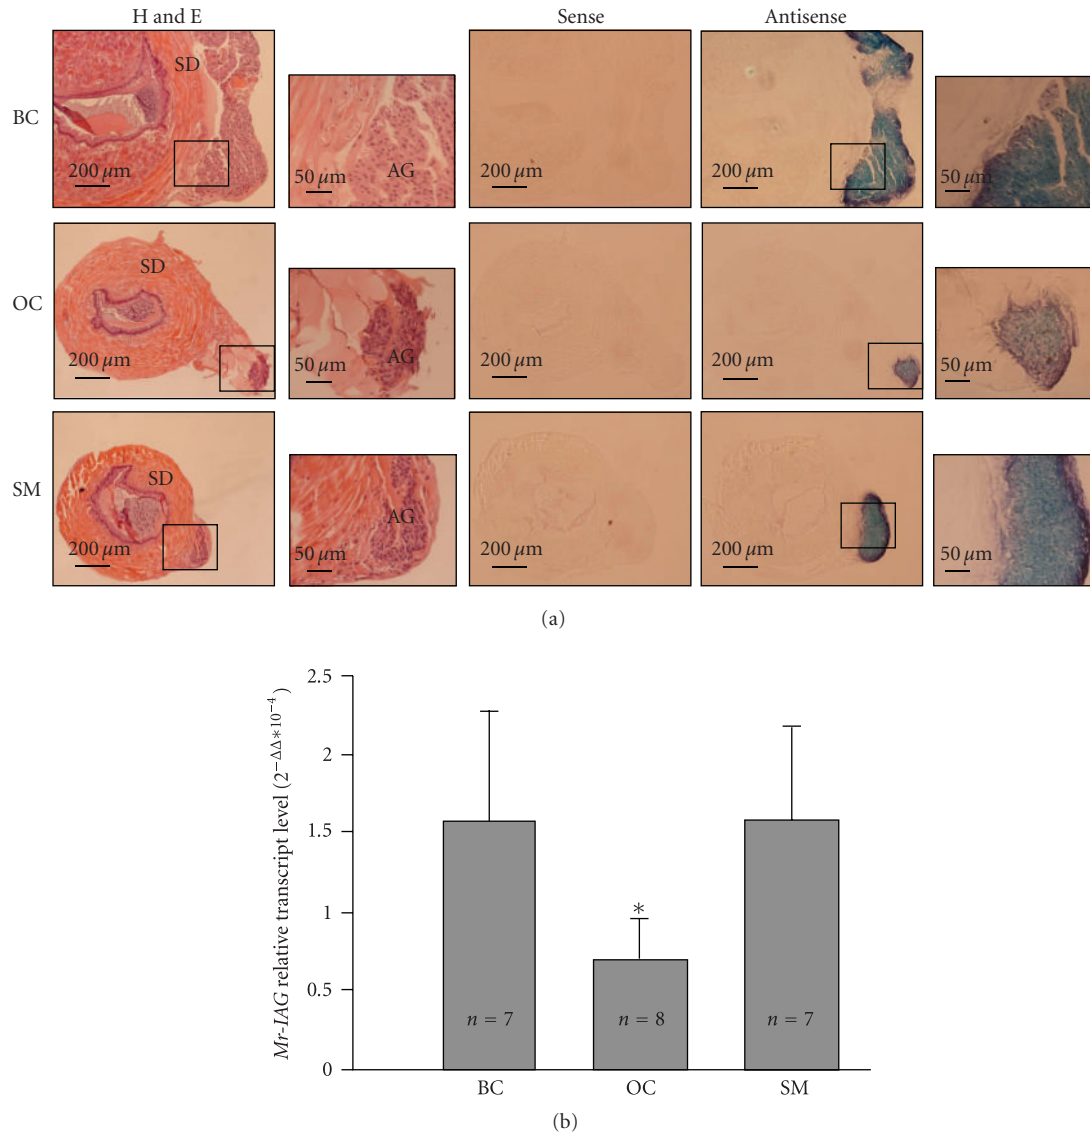 H and E Sense Antisense
BC
SD
200 µm
AG
50 µm
200 µm
200 µm
50 µm
OC
SD
200 µm
AG
50 µm
200 µm
200 µm
50 µm
SM
SD
200 µm
AG
50 µm
200 µm
200 µm
50 µm
(a)
Mr-IAG relative transcript level (2^−ΔΔ∗10^−4)
2.5
2
1.5
1
0.5
0
*
n = 7 n = 8 n = 7
BC OC SM
(b)